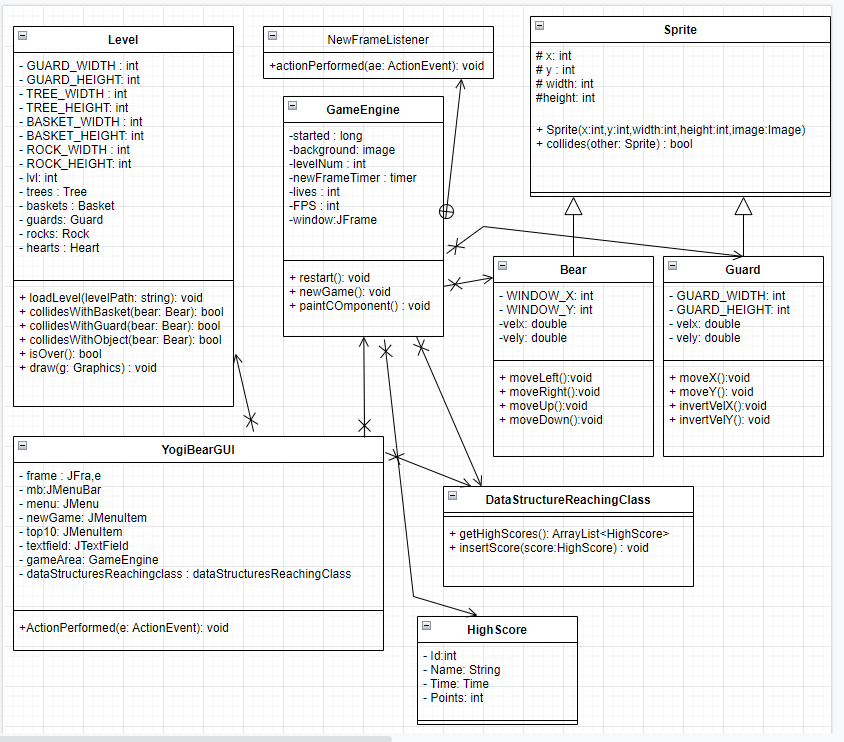 Level
- GUARD_WIDTH : int
- GUARD_HEIGHT: int
- TREE_WIDTH : int
- TREE_HEIGHT: int
- BASKET_WIDTH : int
- BASKET_HEIGHT: int
- ROCK_WIDTH : int
- ROCK_HEIGHT: int
- lvl: int
- trees : Tree
- baskets : Basket
- guards: Guard
- rocks: Rock
- hearts : Heart
+ loadLevel(levelPath: string): void
+ collidesWithBasket(bear: Bear): bool
+ collidesWithGuard(bear: Bear): bool
+ collidesWithObject(bear: Bear): bool
+ isOver(): bool
+ draw(g: Graphics) : void
NewFrameListener
+actionPerformed(ae: ActionEvent): void
GameEngine
-started : long
-background: image
-levelNum : int
-newFrameTimer : timer
-lives : int
-FPS : int
-window:JFrame
+ restart(): void
+ newGame(): void
+ paintCOmponent() : void
Sprite
# x: int
# y : int
# width: int
#height: int
+ Sprite(x:int,y:int,width:int,height:int,image:Image)
+ collides(other: Sprite) : bool
Bear
- WINDOW_X: int
- WINDOW_Y: int
-velx: double
-vely: double
+ moveLeft():void
+ moveRight():void
+ moveUp():void
+ moveDown():void
Guard
- GUARD_WIDTH: int
- GUARD_HEIGHT: int
- velx: double
- vely: double
+ moveX():void
+ moveY(): void
+ invertVelX():void
+ invertVelY(): void
YogiBearGUI
- frame : JFra,e
- mb:JMenuBar
- menu: JMenu
- newGame: JMenuItem
- top10: JMenuItem
- textfield: JTextField
- gameArea: GameEngine
- dataStructuresReachingclass : dataStructuresReachingClass
+ActionPerformed(e: ActionEvent): void
DataStructureReachingClass
+ getHighScores(): ArrayList<HighScore>
+ insertScore(score:HighScore) : void
HighScore
- Id:int
- Name: String
- Time: Time
- Points: int